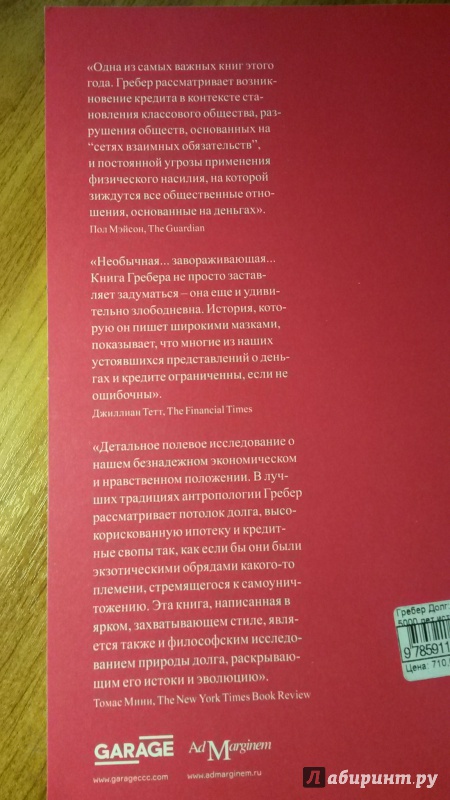 «Одна из самых важных книг этого
года. Гребер рассматривает возник-
новение кредита в контексте ста-
новления классового общества, раз-
рушения обществ, основанных на
“сетях взаимных обязательств”,
и постоянной угрозы применения
физического насилия, на которой
зиждутся все общественные отно-
шения, основанные на деньгах».
Пол Мэйсон, The Guardian
«Необычная... завораживающая...
Книга Гребера не просто застав-
ляет задуматься – она еще и удиви-
тельно злободневна. История, кото-
рую он пишет широкими мазками,
показывает, что многие из наших
устоявшихся представлений о день-
гах и кредите ограниченны, если не
ошибочны».
Джиллиан Тетт, The Financial Times
«Детальное полевое исследование о
нашем безнадежном экономическом
и нравственном положении. В луч-
ших традициях антропологии Гребер
рассматривает потолок долга, высо-
корискованную ипотеку и кредит-
ные свопы так, как если бы они были
экзотическими обрядами какого-то
племени, стремящегося к самоунич-
тожению. Эта книга, написанная в
ярком, захватывающем стиле, явля-
ется также и философским исследо-
ванием природы долга, раскрываю-
щим его истоки и эволюцию».
Томас Мини, The New York Times Book Review
Гребер Долг:
5000 лет ист
9 785911
Цена: 710,
GARAGE
Ad Marginem
www.garageccc.com
www.admarginem.ru
Лабиринт.ру